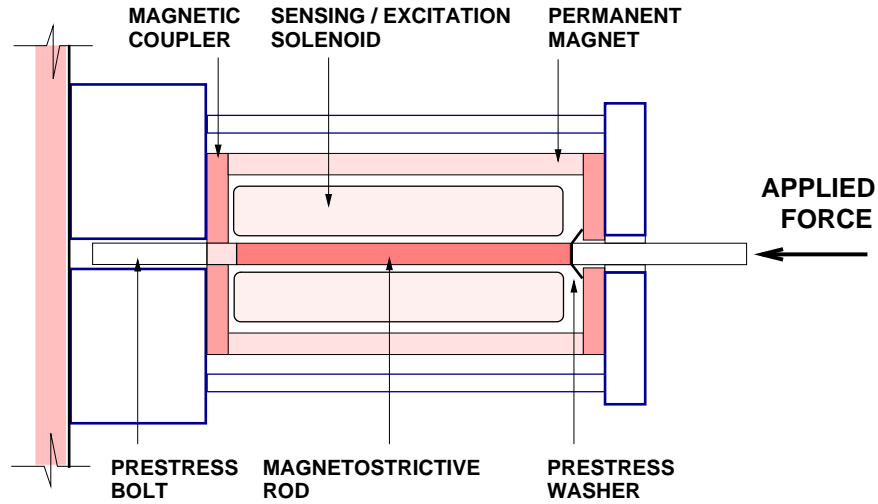 MAGNETIC
COUPLER
SENSING / EXCITATION
SOLENOID
PERMANENT
MAGNET
APPLIED
FORCE
PRESTRESS
BOLT
MAGNETOSTRICTIVE
ROD
PRESTRESS
WASHER